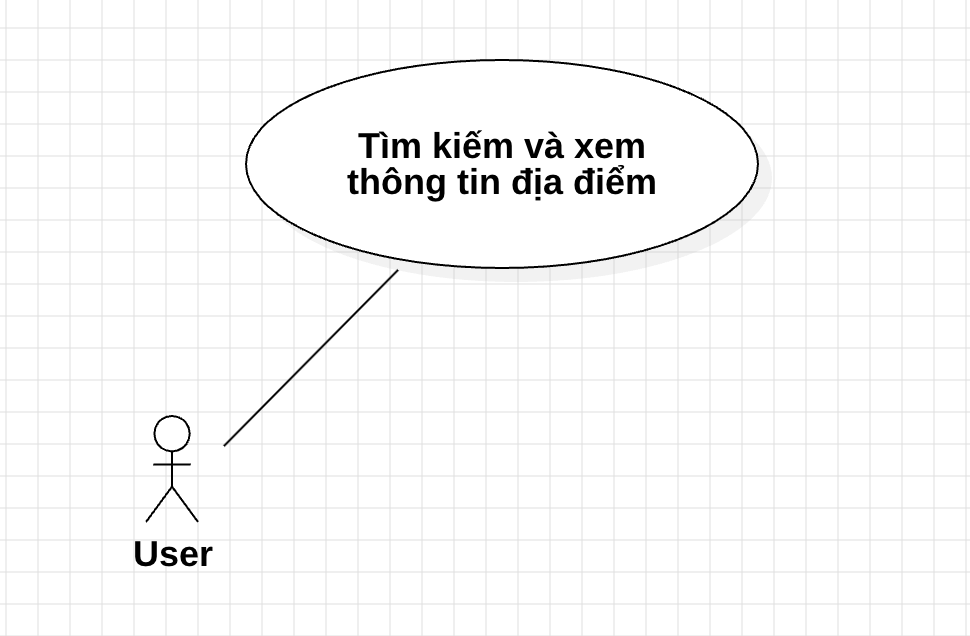 Tìm kiếm và xem
thông tin địa điểm
User